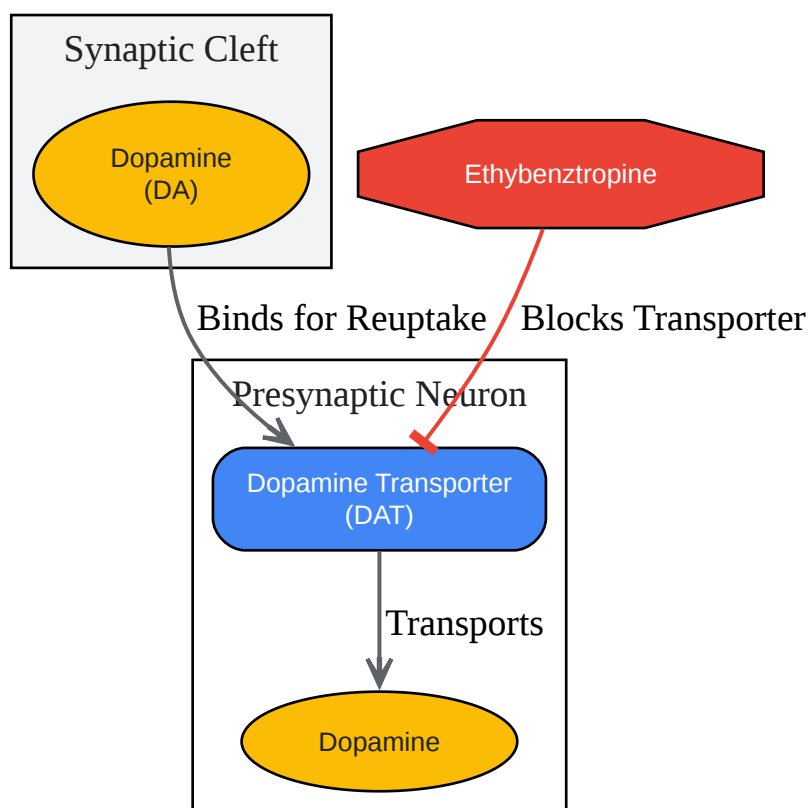 Synaptic Cleft
Dopamine
(DA)
Ethybenztropine
Binds for Reuptake
Blocks Transporter
Presynaptic Neuron
Dopamine Transporter
(DAT)
Transports
Dopamine